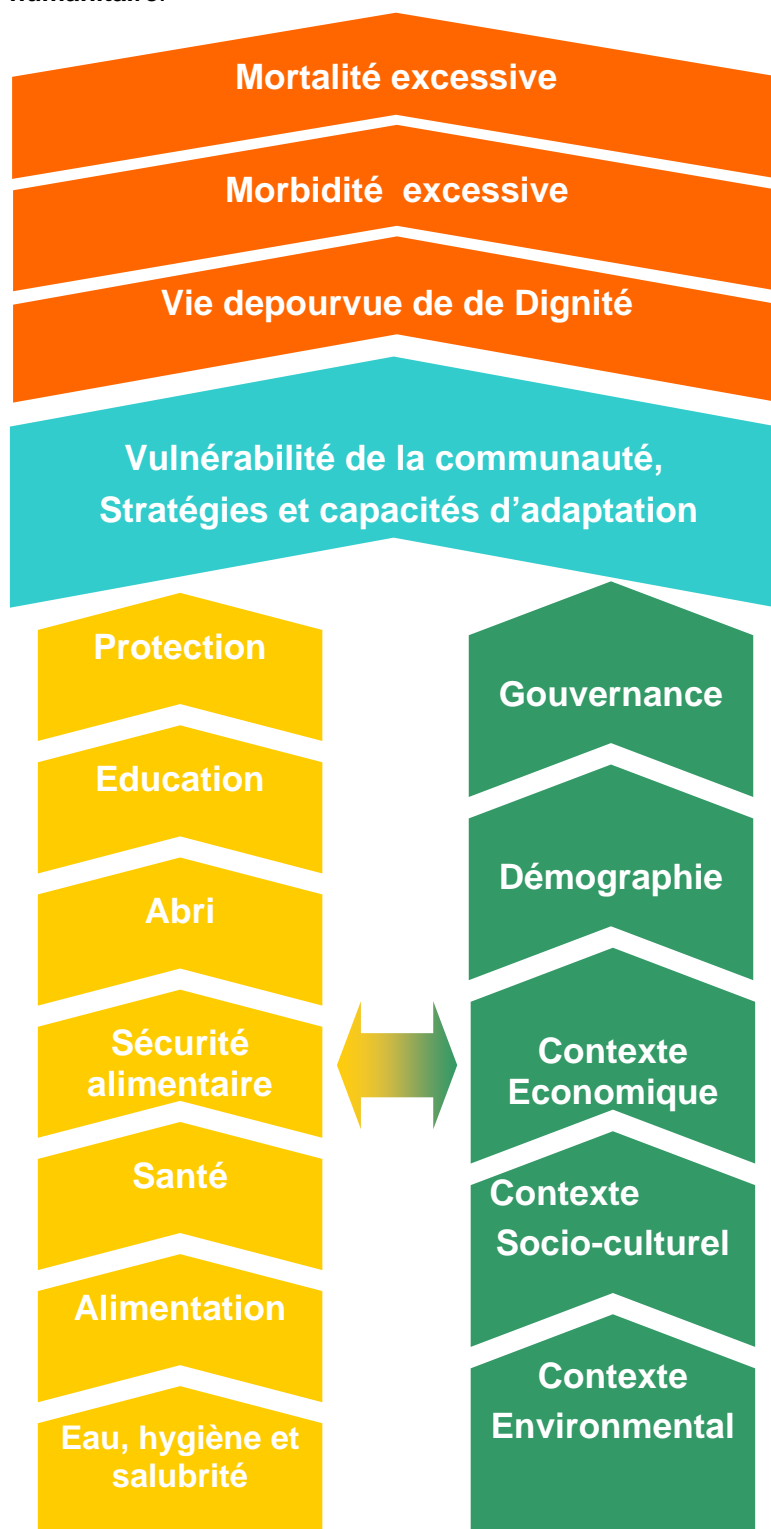 humanitaire.
Mortalité excessive
Morbidité  excessive
Vie depourvue de de Dignité
Vulnérabilité de la communauté,
Stratégies et capacités d’adaptation
Protection
Education
Abri
Sécurité
alimentaire
Santé
Alimentation
Eau, hygiène et
salubrité
Gouvernance
Démographie
Contexte
Economique
Contexte
Socio-culturel
Contexte
Environmental